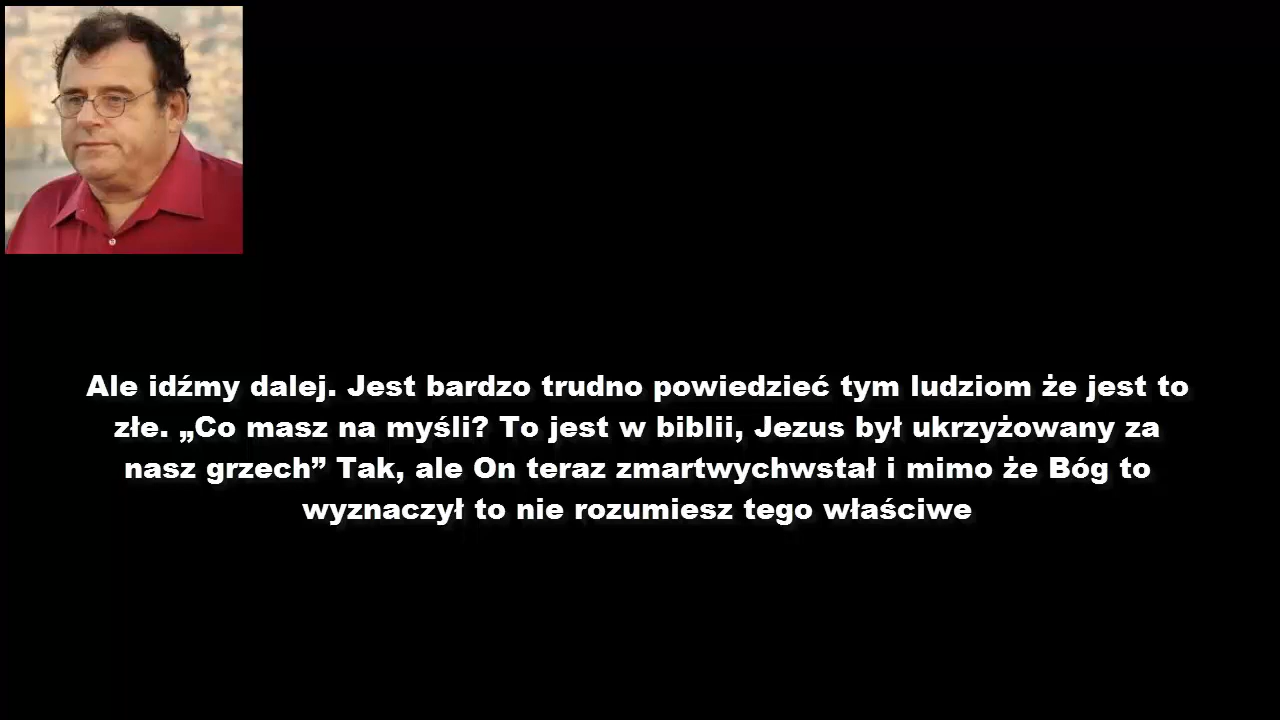 Ale idźmy dalej. Jest bardzo trudno powiedzieć tym ludziom że jest to
złe. „Co masz na myśli? To jest w biblii, Jezus był ukrzyżowany za
nasz grzech” Tak, ale On teraz zmartwychwstał i mimo że Bóg to
wyznaczył to nie rozumiesz tego właściwe